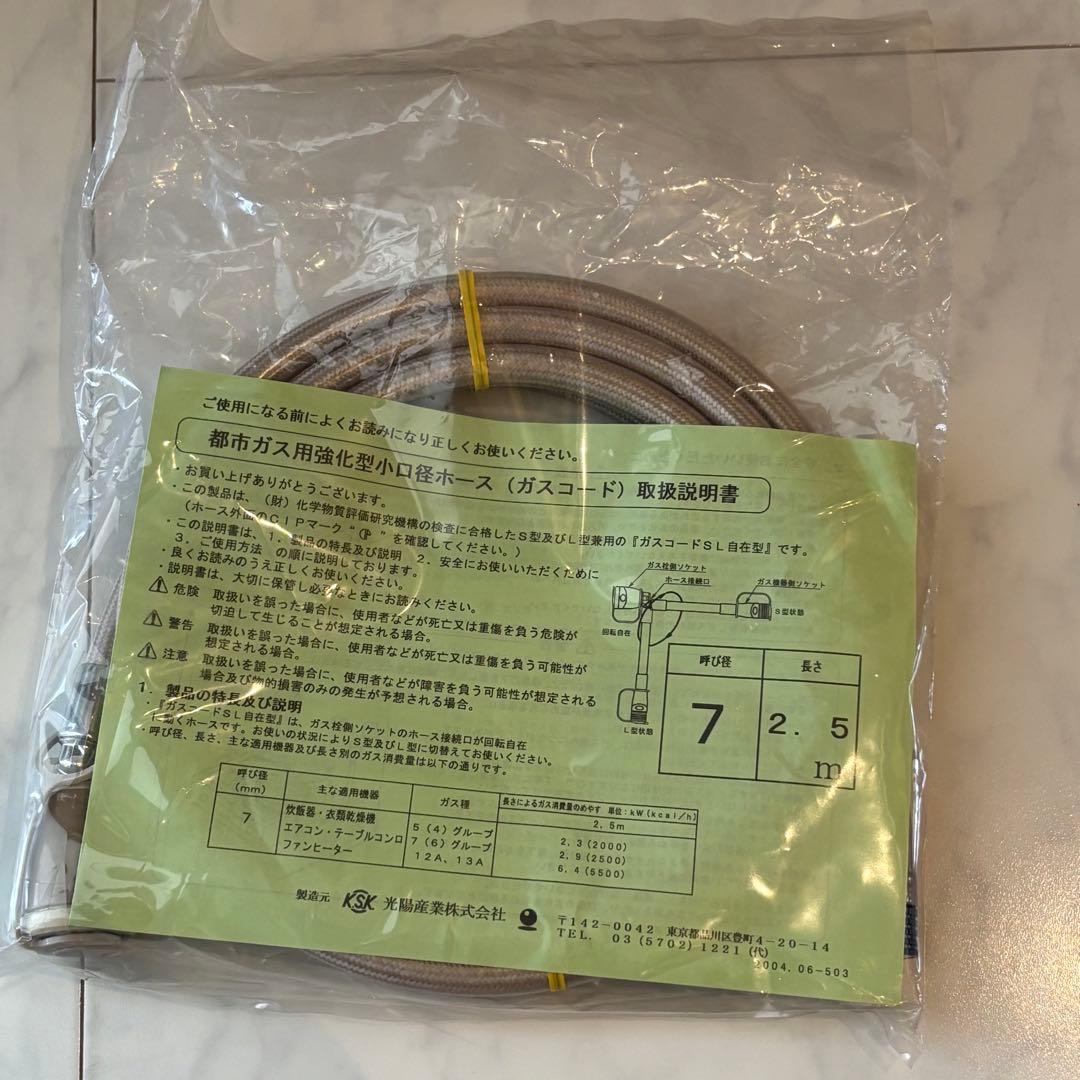 ご使用になる前によくお読みになり正しくお使いください。
都市ガス用強化型小口径ホース（ガスコード）取扱説明書
・お買い上げありがとうございます。
・この製品は、（財）化学物質評価研究機構の検査に合格したＳ型及びＬ型兼用の『ガスコードＳＬ自在型』です。
（ホース外面のＣＩＰマーク“ ”を確認してください。）
・この説明書は、１．製品の特長及び説明　２．安全にお使いいただくために
３．ご使用方法　の順に説明しております。
・良くお読みのうえ正しくお使いください。
・説明書は、大切に保管し必要なときにお読みください。
⚠ 危険　取扱いを誤った場合に、使用者などが死亡又は重傷を負う危険が
切迫して生じることが想定される場合。
⚠ 警告　取扱いを誤った場合に、使用者などが死亡又は重傷を負う可能性が
想定される場合。
⚠ 注意　取扱いを誤った場合に、使用者などが障害を負う可能性が想定される
場合及び物的損害のみの発生が予想される場合。
ガス栓側ソケット
ホース接続口
ガス機器側ソケット
Ｓ型状態
回転自在
Ｌ型状態
呼び径　長さ
７　２．５ｍ
１．製品の特長及び説明
・『ガスコードＳＬ自在型』は、ガス栓側ソケットのホース接続口が回転自在
に動くホースです。お使いの状況によりＳ型及びＬ型に切替えてお使いください。
・呼び径、長さ、主な適用機器及び長さ別のガス消費量は以下の通りです。
呼び径（mm）　主な適用機器　ガス種　長さによるガス消費量のめやす　単位：kW（kcal／h）
２．５m
７　炊飯器・衣類乾燥機　５（４）グループ　２．３（2000）
エアコン・テーブルコンロ　７（６）グループ　２．９（2500）
ファンヒーター　１２Ａ、１３Ａ　６．４（5500）
製造元　KSK　光陽産業株式会社
〒142－0042　東京都品川区豊町４－20－14
TEL．　03（5702）1221（代）
2004．06－503